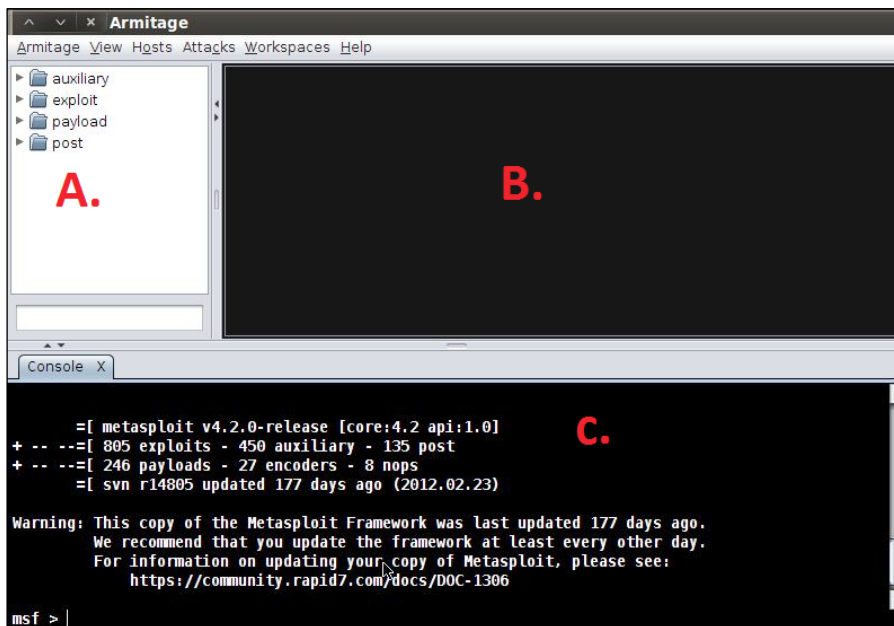 Armitage
Armitage View Hosts Attacks Workspaces Help
auxiliary
exploit
payload
post
A.
B.
Console X
C.
=[ metasploit v4.2.0-release [core:4.2 api:1.0]
+ -- --=[ 805 exploits - 450 auxiliary - 135 post
+ -- --=[ 246 payloads - 27 encoders - 8 nops
=[ svn r14805 updated 177 days ago (2012.02.23)
Warning: This copy of the Metasploit Framework was last updated 177 days ago.
We recommend that you update the framework at least every other day.
For information on updating your copy of Metasploit, please see:
https://community.rapid7.com/docs/DOC-1306
msf >